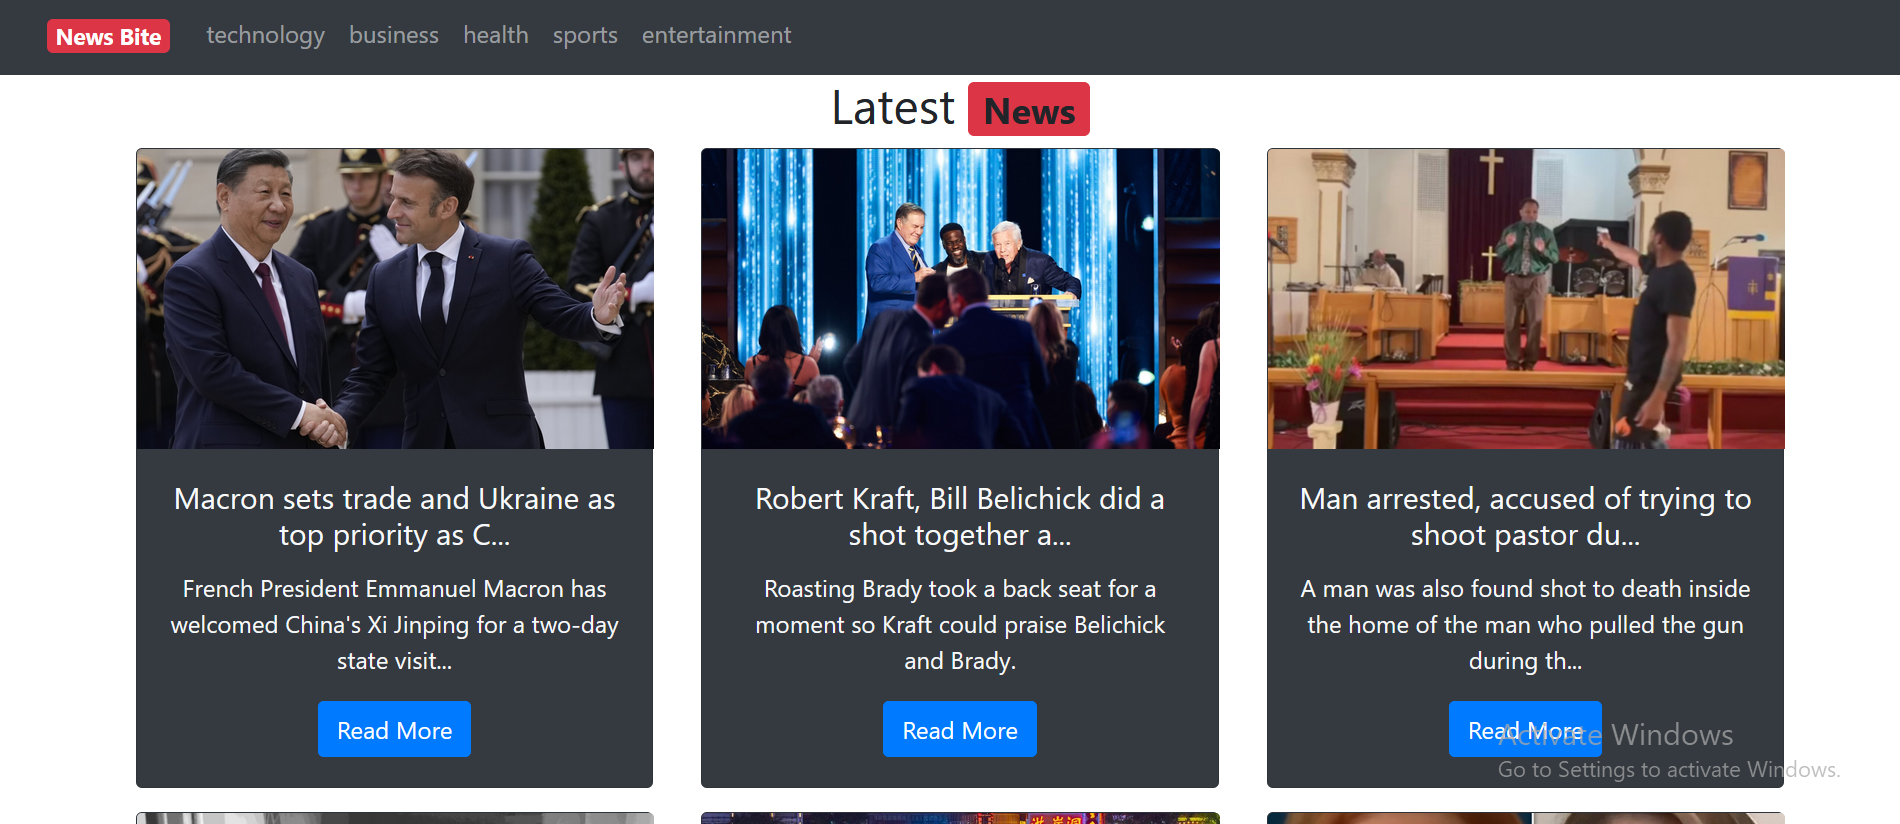 News Bite
technology business health sports entertainment
Latest News
Macron sets trade and Ukraine as
top priority as C...
French President Emmanuel Macron has
welcomed China's Xi Jinping for a two-day
state visit...
Read More
Robert Kraft, Bill Belichick did a
shot together a...
Roasting Brady took a back seat for a
moment so Kraft could praise Belichick
and Brady.
Read More
Man arrested, accused of trying to
shoot pastor du...
A man was also found shot to death inside
the home of the man who pulled the gun
during th...
Read More
Activate Windows
Go to Settings to activate Windows.